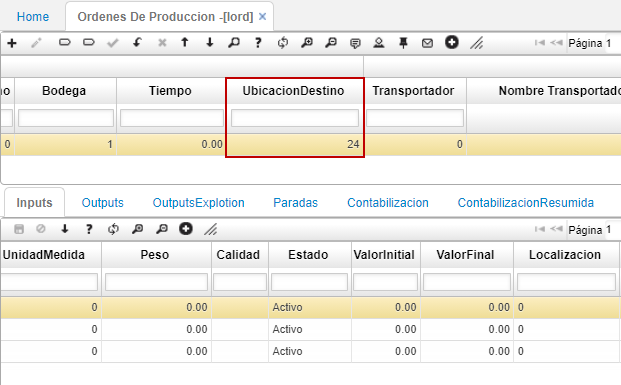 Home Ordenes De Produccion -[lord] ×
Página 1
Bodega Tiempo UbicacionDestino Transportador Nombre Transportado
0 1 0.00 24 0
Inputs Outputs OutputsExplotion Paradas Contabilizacion ContabilizacionResumida
Página 1
UnidadMedida Peso Calidad Estado ValorInitial ValorFinal Localizacion
0 0.00 Activo 0.00 0.00 0
0 0.00 Activo 0.00 0.00 0
0 0.00 Activo 0.00 0.00 0